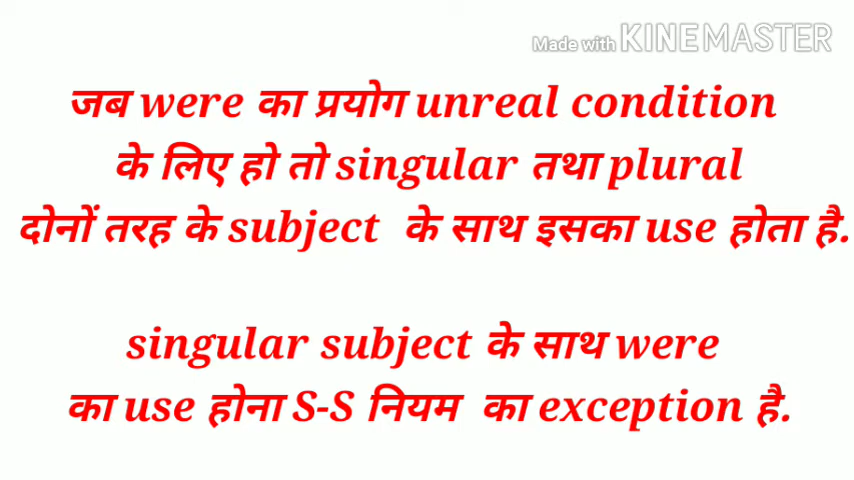 Made with KINEMASTER
जब were का प्रयोग unreal condition
के लिए हो तो singular तथा plural
दोनों तरह के subject के साथ इसका use होता है.
singular subject के साथ were
का use होना S-S नियम का exception है.